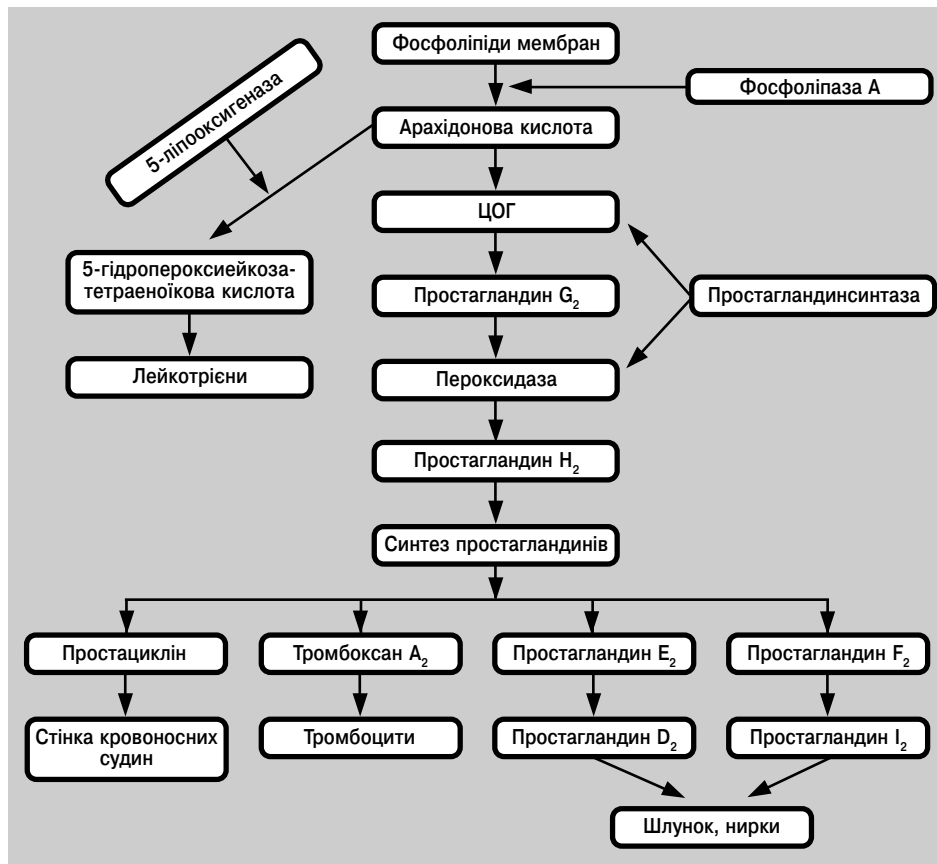 Фосфоліпіди мембран
Фосфоліпаза А
5-ліпооксигеназа
Арахідонова кислота
ЦОГ
5-гідропероксиейкоза-
тетраеноїкова кислота
Простагландин G₂
Простагландинсинтаза
Лейкотрієни
Пероксидаза
Простагландин H₂
Синтез простагландинів
Простациклін
Тромбоксан A₂
Простагландин E₂
Простагландин F₂
Стінка кровоносних
судин
Тромбоцити
Простагландин D₂
Простагландин I₂
Шлунок, нирки